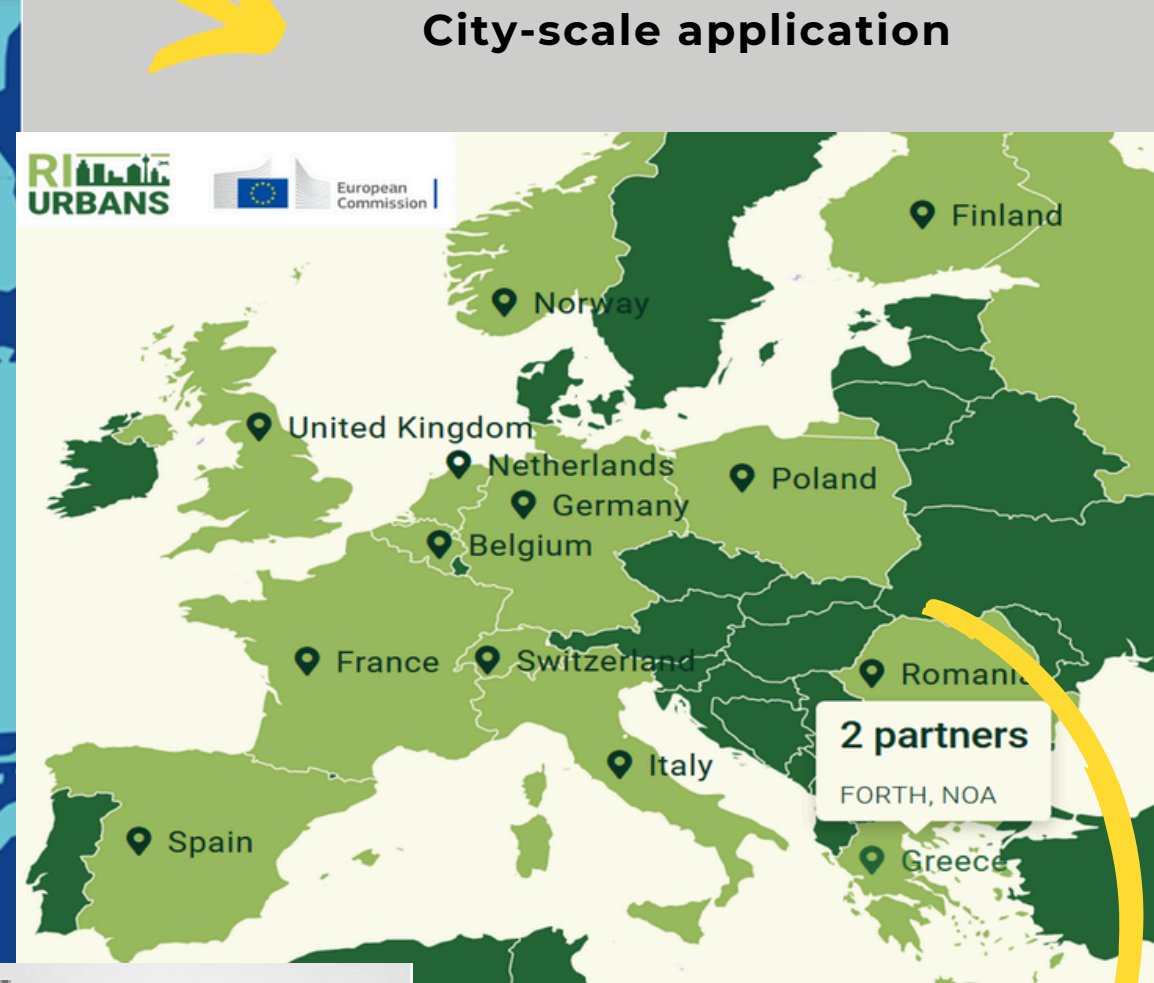 City-scale application
RI
URBANS
European
Commission
Finland
Norway
United Kingdom
Netherlands
Poland
Germany
Belgium
France
Switzerland
Romania
2 partners
FORTH, NOA
Italy
Spain
Greece